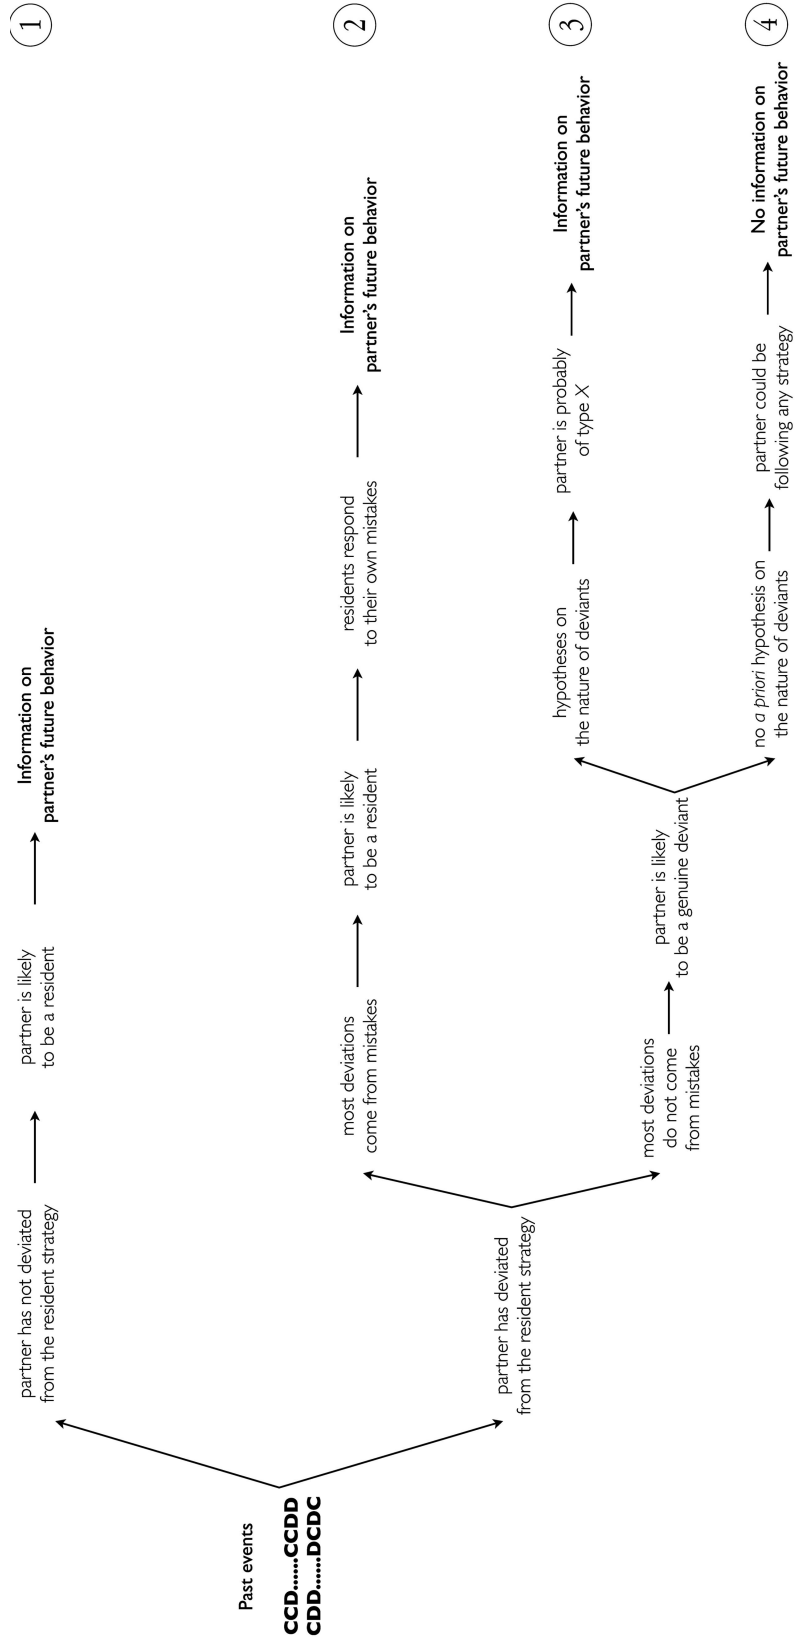 Past events
CCD......CCDD
CDD......DCDC
partner has not deviated
from the resident strategy
partner is likely
to be a resident
Information on
partner's future behavior
1
partner has deviated
from the resident strategy
most deviations
come from mistakes
partner is likely
to be a resident
residents respond
to their own mistakes
Information on
partner's future behavior
2
most deviations
do not come
from mistakes
partner is likely
to be a genuine deviant
hypotheses on
the nature of deviants
partner is probably
of type X
Information on
partner's future behavior
3
no a priori hypothesis on
the nature of deviants
partner could be
following any strategy
No information on
partner's future behavior
4